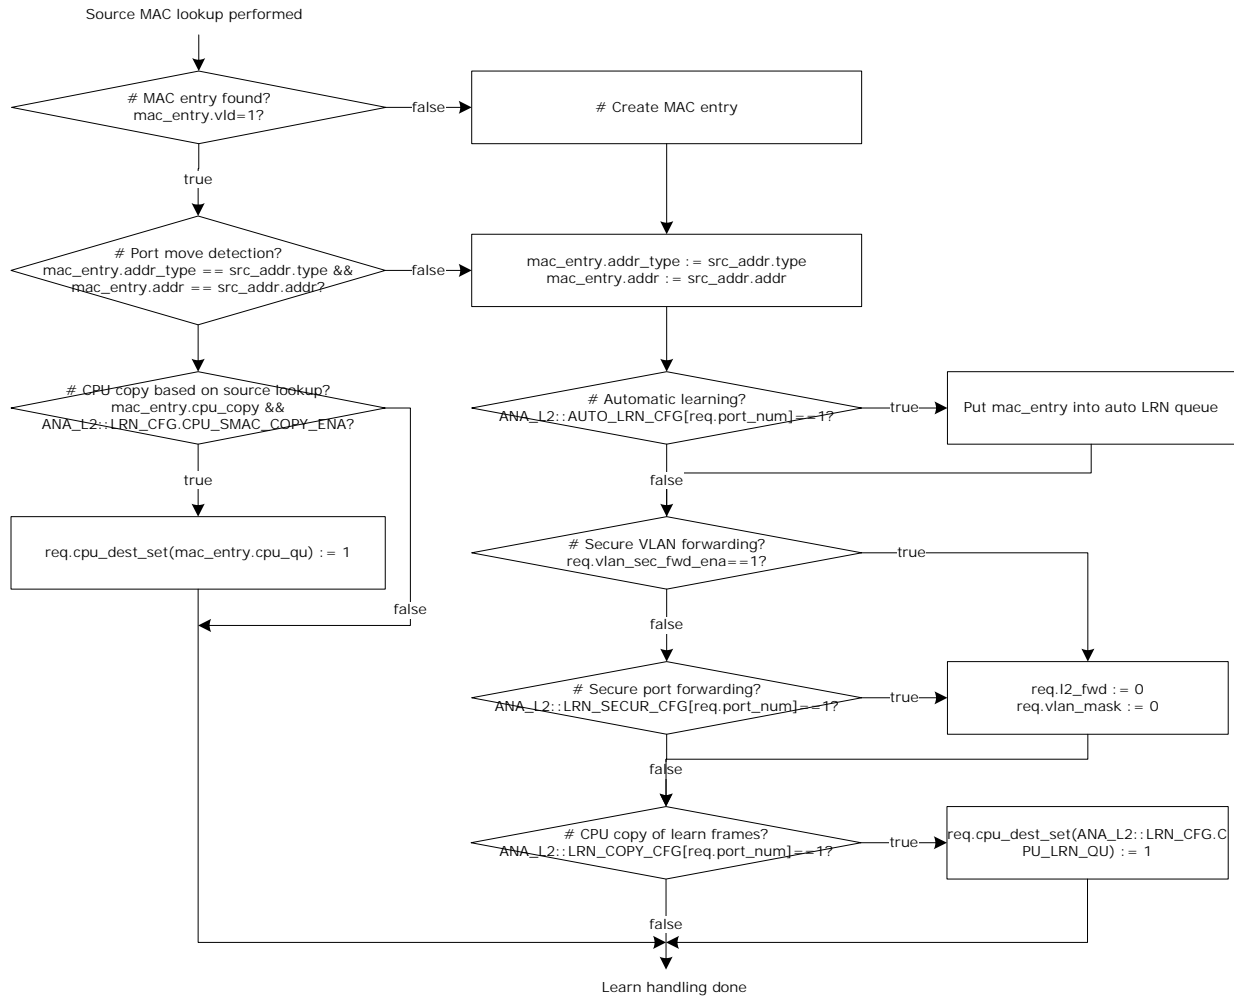 Source MAC lookup performed
# MAC entry found?
mac_entry.vld=1?
false
# Create MAC entry
true
# Port move detection?
mac_entry.addr_type == src_addr.type &&
mac_entry.addr == src_addr.addr?
false
mac_entry.addr_type := src_addr.type
mac_entry.addr := src_addr.addr
# CPU copy based on source lookup?
mac_entry.cpu_copy &&
ANA_L2::LRN_CFG.CPU_SMAC_COPY_ENA?
# Automatic learning?
ANA_L2::AUTO_LRN_CFG[req.port_num]==1?
true
Put mac_entry into auto LRN queue
true
false
req.cpu_dest_set(mac_entry.cpu_qu) := 1
# Secure VLAN forwarding?
req.vlan_sec_fwd_ena==1?
true
false
false
# Secure port forwarding?
ANA_L2::LRN_SECUR_CFG[req.port_num]==1?
true
req.l2_fwd := 0
req.vlan_mask := 0
false
# CPU copy of learn frames?
ANA_L2::LRN_COPY_CFG[req.port_num]==1?
true
req.cpu_dest_set(ANA_L2::LRN_CFG.C
PU_LRN_QU) := 1
false
Learn handling done